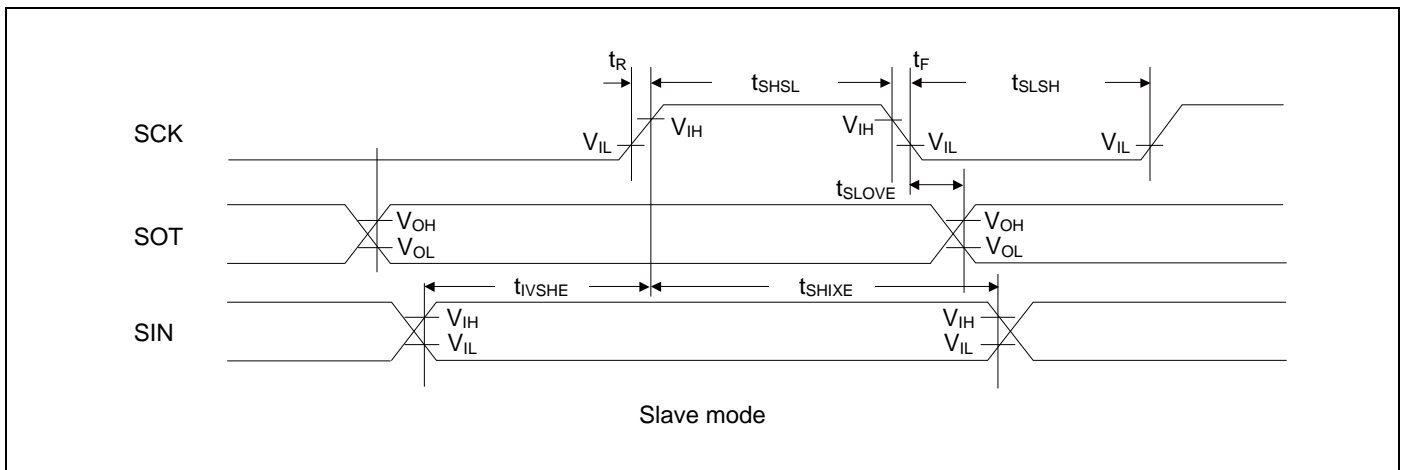 tR tF
tSHSL tSLSH
SCK VIL VIH VIH VIL VIL
tSLOVE
SOT VOH VOH
VOL VOL
tIVSHE tSHIXE
SIN VIH VIH
VIL VIL
Slave mode